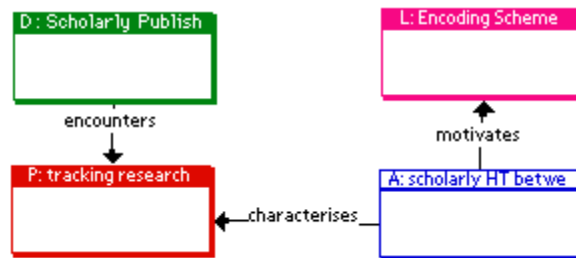 D: Scholarly Publish
L: Encoding Scheme
encounters
motivates
P: tracking research
A: scholarly HT betwe
characterises